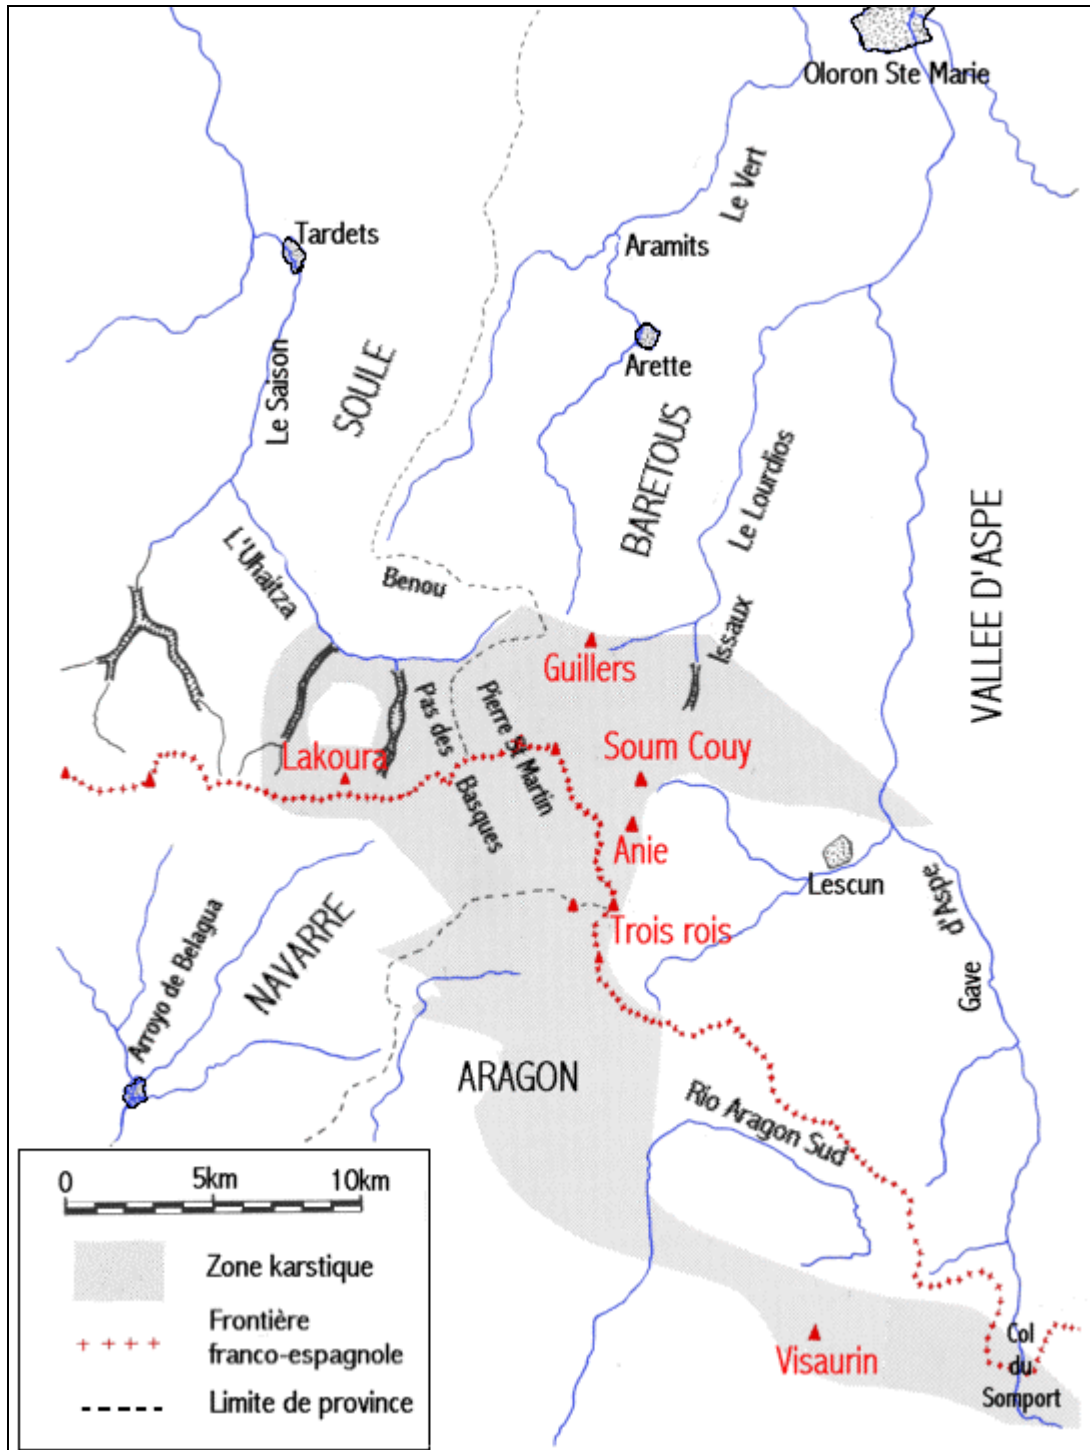 Oloron Ste Marie
Le Vert
Tardets
Aramits
Arette
Le Saison
SOULE
BARETOUS
Le Lourdios
VALLEE D'ASPE
L'Uhaitza
Benou
Issaux
Guillers
Pas des
Basques
Pierre St Martin
Lakoura
Soum Couy
Anie
Lescun
Trois rois
Gave
d'Aspe
Arroyo de Belagua
NAVARRE
ARAGON
Rio Aragon Sud
Visaurin
Col
du
Somport
0 5km 10km
Zone karstique
Frontière
franco-espagnole
Limite de province